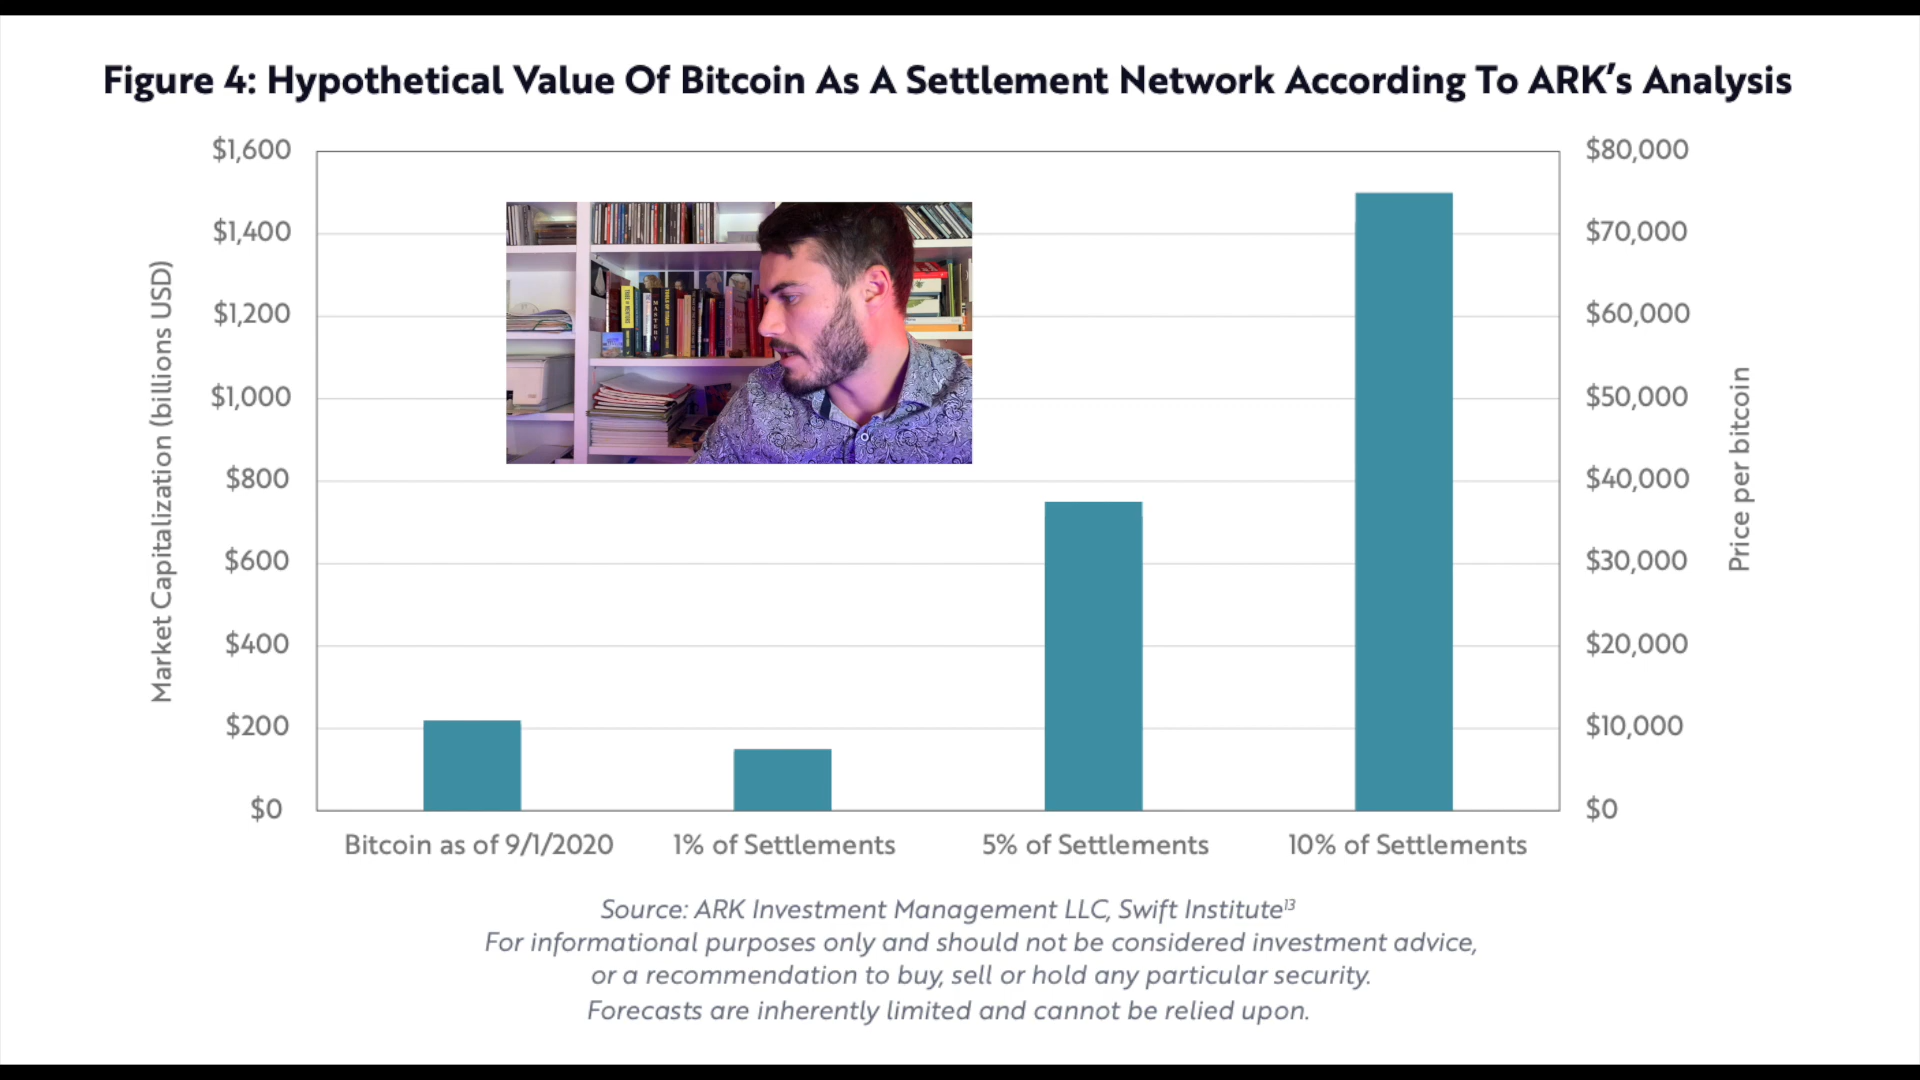 Figure 4: Hypothetical Value Of Bitcoin As A Settlement Network According To ARK's Analysis
$1,600
$1,400
$1,200
$1,000
$800
$600
$400
$200
$0
Market Capitalization (billions USD)
$80,000
$70,000
$60,000
$50,000
$40,000
$30,000
$20,000
$10,000
$0
Price per bitcoin
MASTERY
Bitcoin as of 9/1/2020
1% of Settlements
5% of Settlements
10% of Settlements
Source: ARK Investment Management LLC, Swift Institute¹³
For informational purposes only and should not be considered investment advice,
or a recommendation to buy, sell or hold any particular security.
Forecasts are inherently limited and cannot be relied upon.